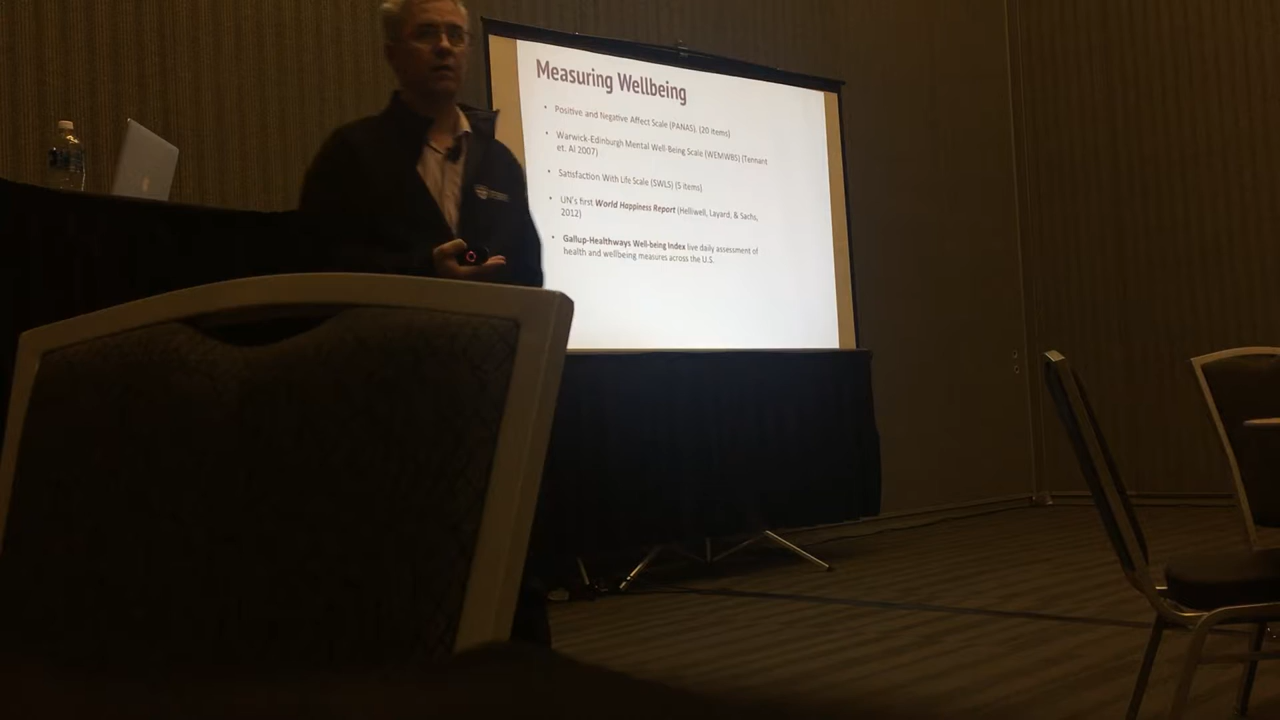 Measuring Wellbeing
• Positive and Negative Affect Scale (PANAS). (20 items)
• Warwick-Edinburgh Mental Well-Being Scale (WEMWBS) (Tennant
et. Al 2007)
• Satisfaction With Life Scale (SWLS) (5 items)
• UN's first World Happiness Report (Helliwell, Layard, & Sachs,
2012)
• Gallup-Healthways Well-being Index live daily assessment of
health and wellbeing measures across the U.S.